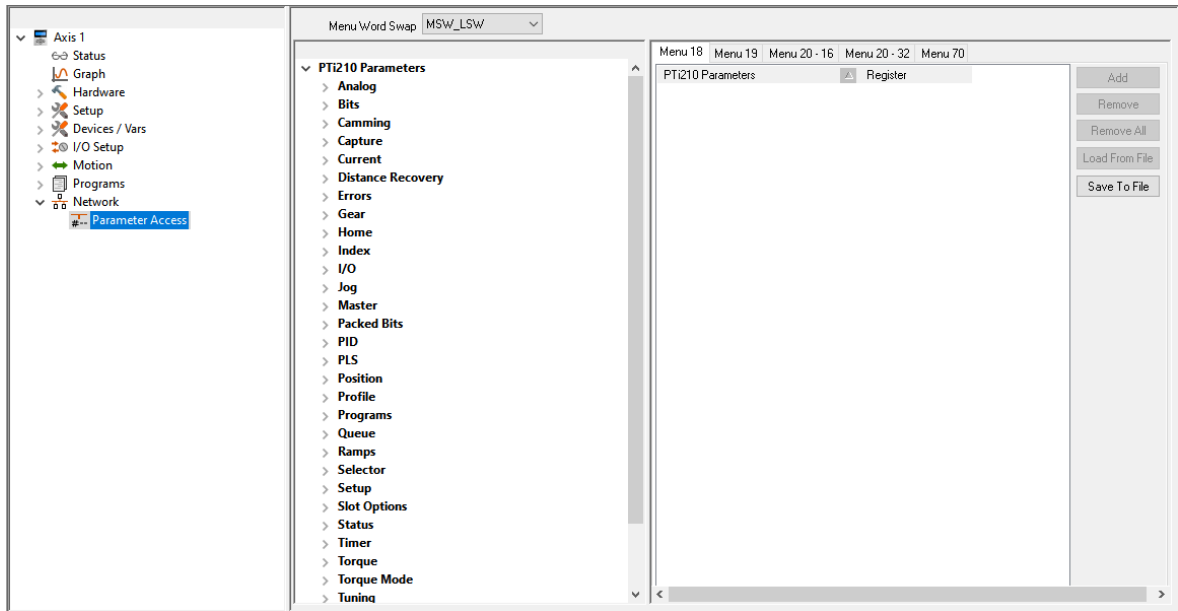 Menu Word Swap MSW_LSW
Axis 1
Status
Graph
Hardware
Setup
Devices / Vars
I/O Setup
Motion
Programs
Network
#-- Parameter Access
PTi210 Parameters
Analog
Bits
Camming
Capture
Current
Distance Recovery
Errors
Gear
Home
Index
I/O
Jog
Master
Packed Bits
PID
PLS
Position
Profile
Programs
Queue
Ramps
Selector
Setup
Slot Options
Status
Timer
Torque
Torque Mode
Tuning
Menu 18 Menu 19 Menu 20 - 16 Menu 20 - 32 Menu 70
PTi210 Parameters Register
Add
Remove
Remove All
Load From File
Save To File